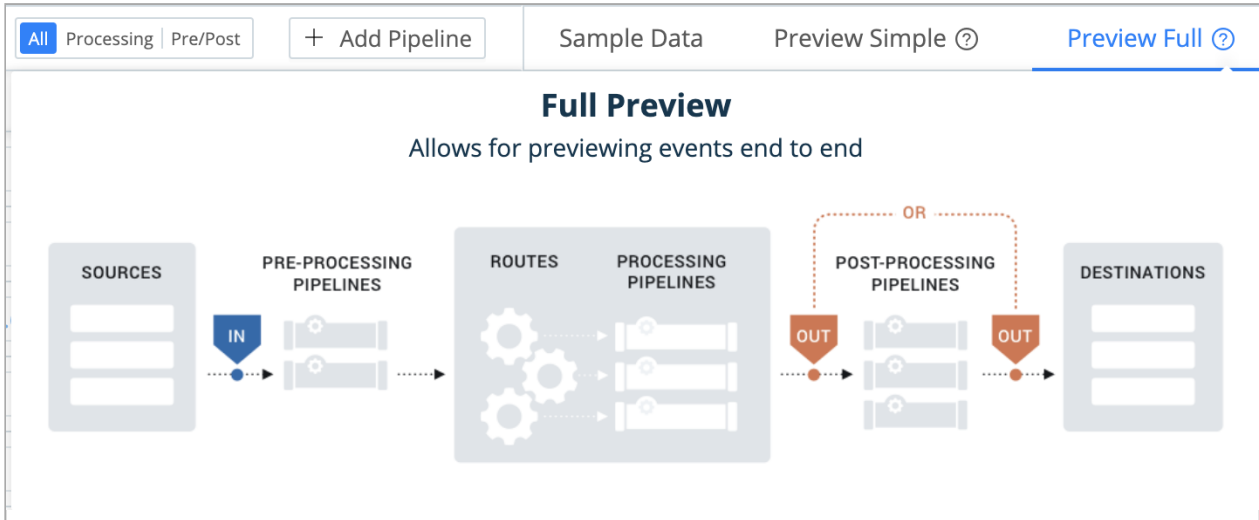 All Processing Pre/Post + Add Pipeline Sample Data Preview Simple ? Preview Full ?
Full Preview
Allows for previewing events end to end
OR
SOURCES
IN
PRE-PROCESSING
PIPELINES
ROUTES
PROCESSING
PIPELINES
OUT
POST-PROCESSING
PIPELINES
OUT
DESTINATIONS